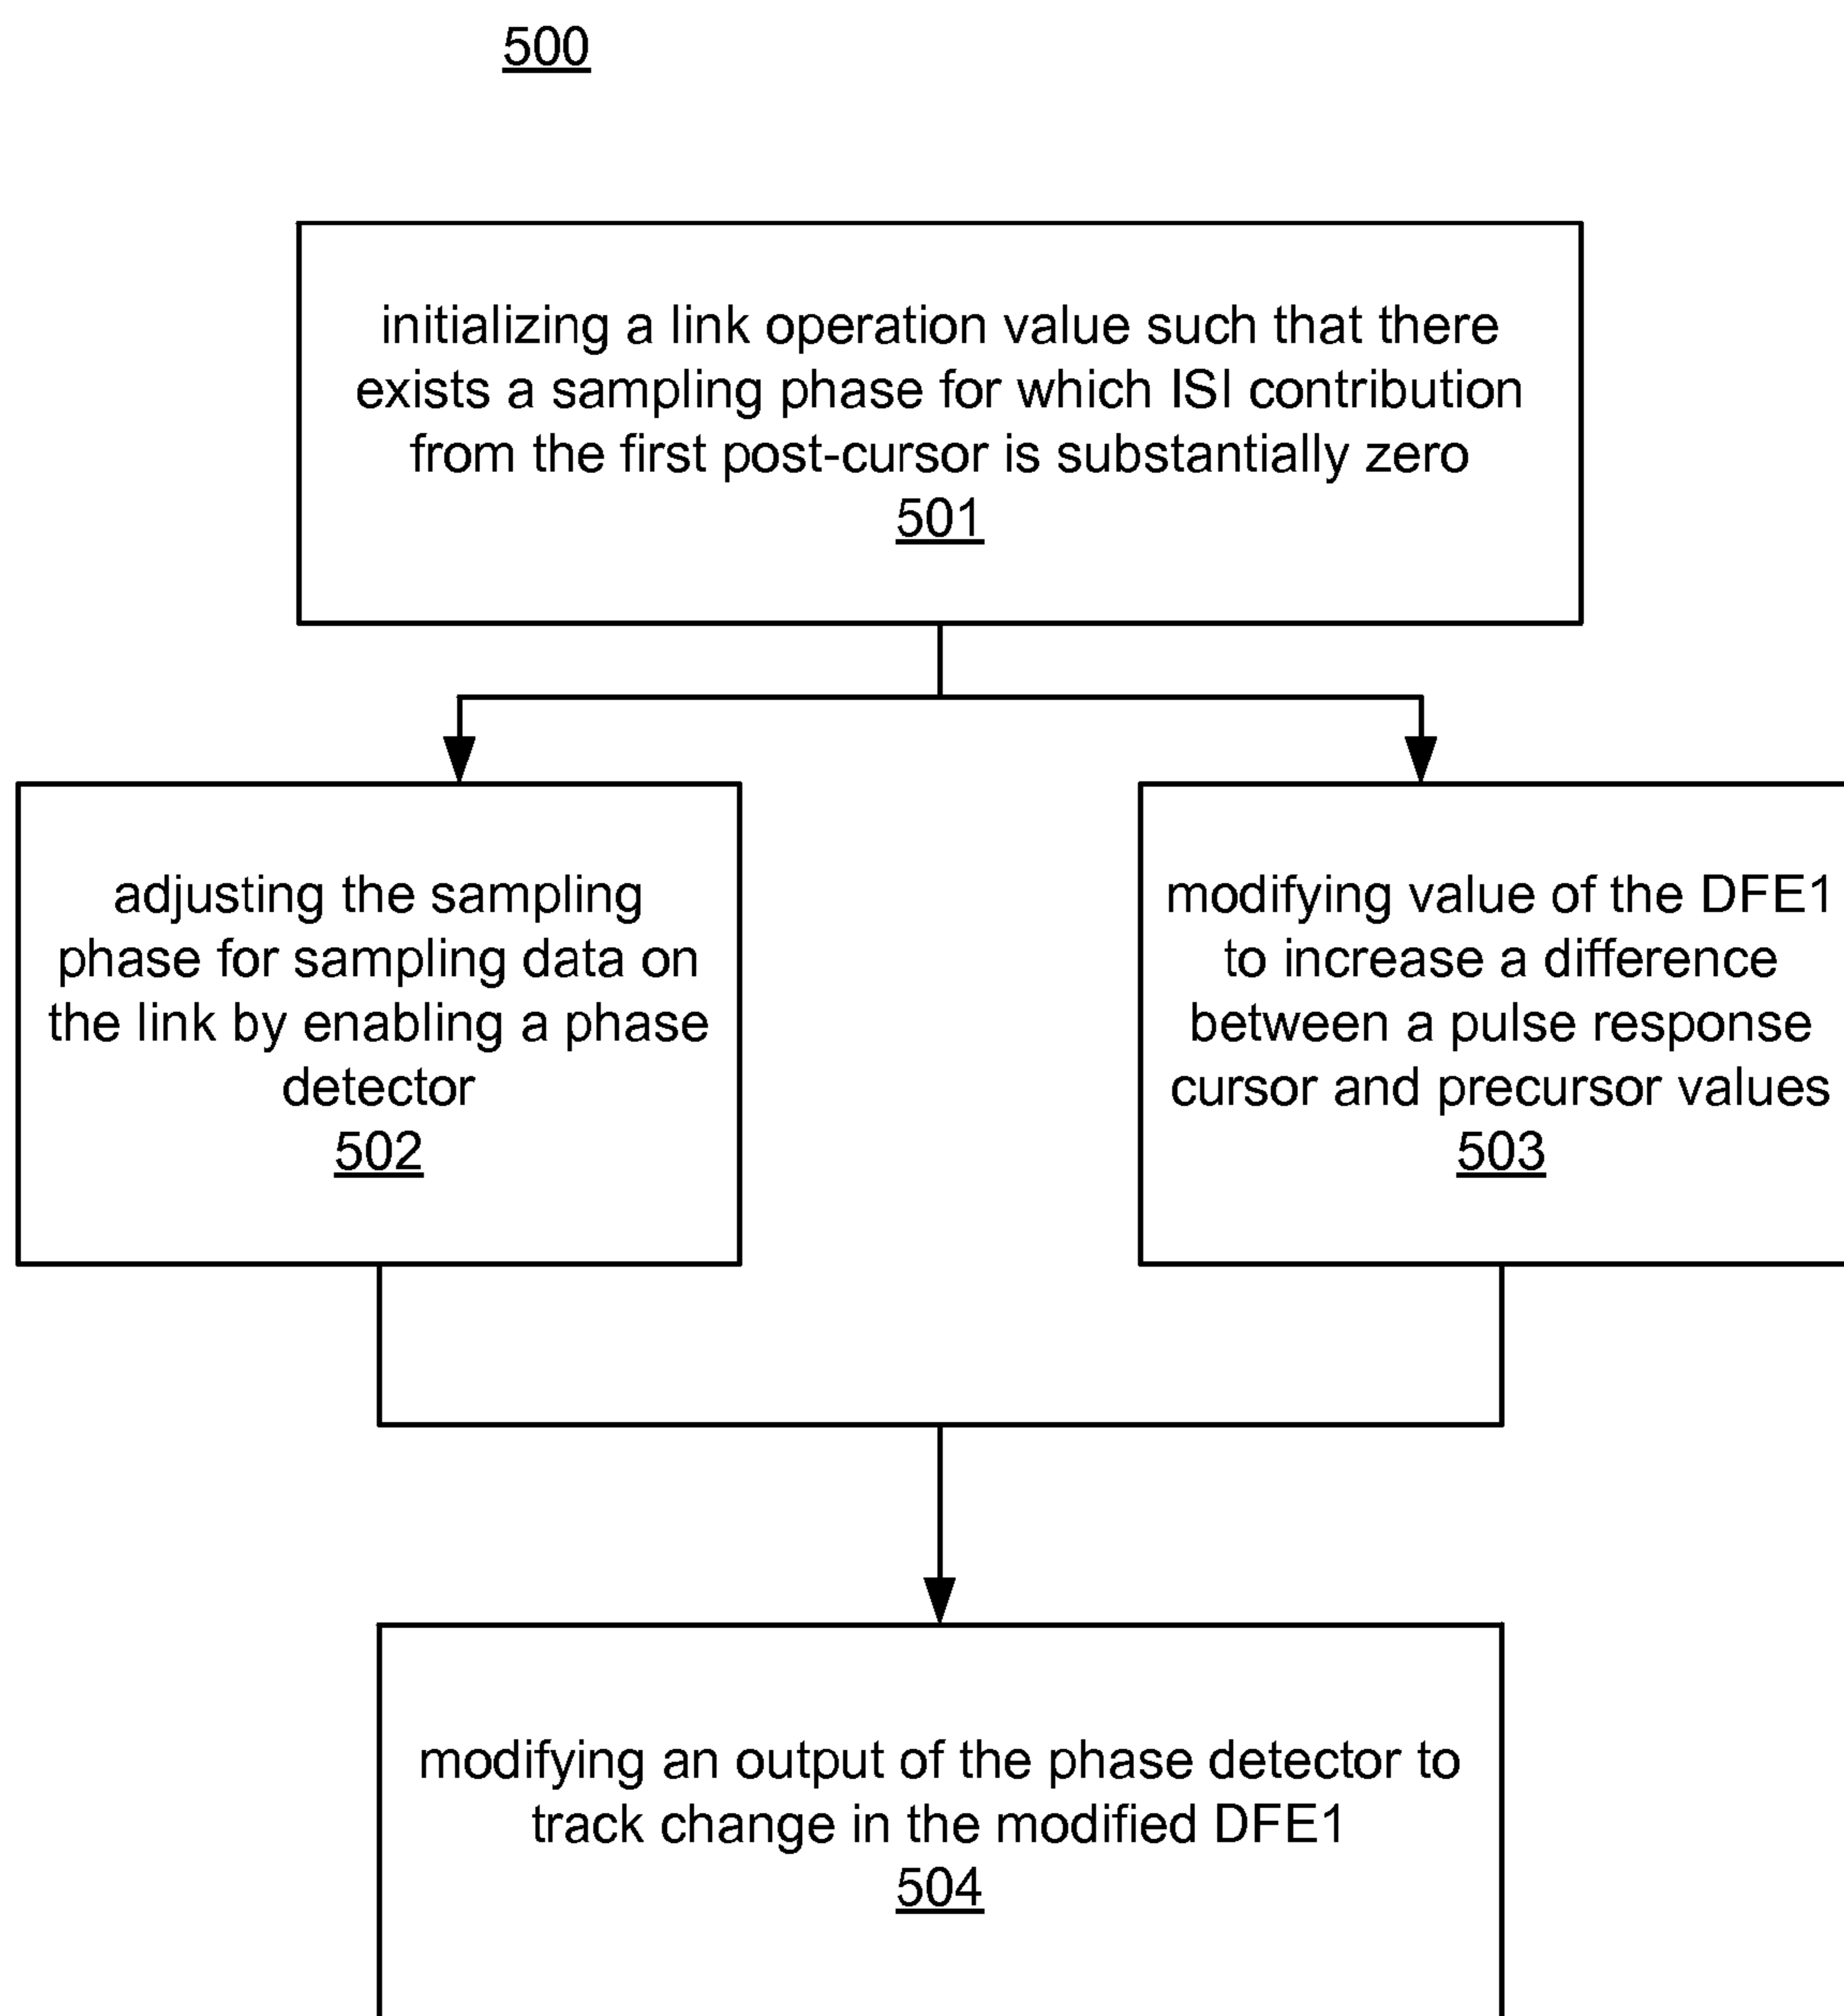 500
initializing a link operation value such that there
exists a sampling phase for which ISI contribution
from the first post-cursor is substantially zero
501
adjusting the sampling
phase for sampling data on
the link by enabling a phase
detector
502
modifying value of the DFE1
to increase a difference
between a pulse response
cursor and precursor values
503
modifying an output of the phase detector to
track change in the modified DFE1
504